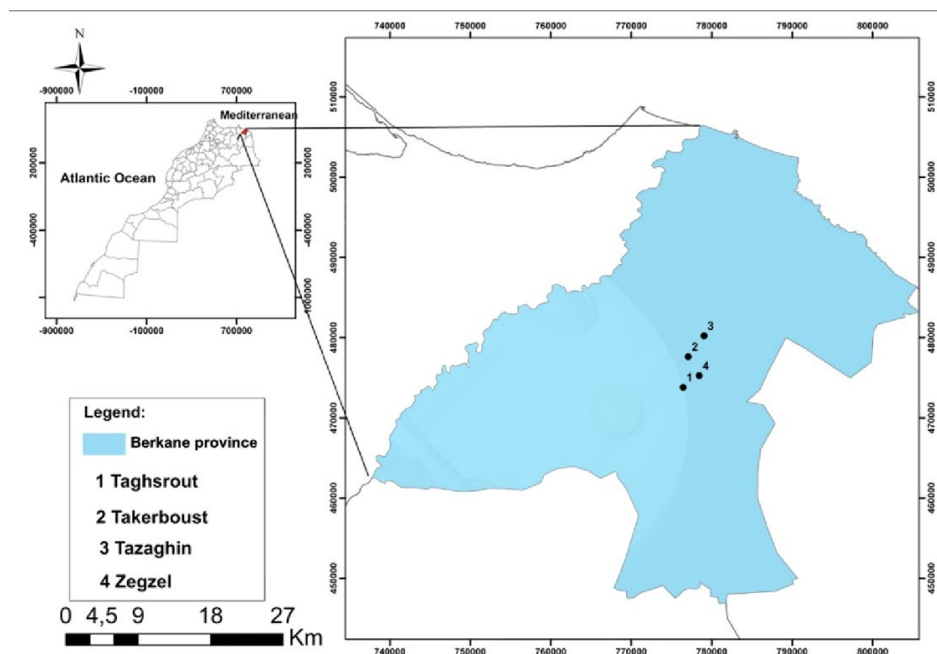 N
-900000 -100000 700000
Mediterranean
Atlantic Ocean
200000
-400000
-1000000
200000
-400000
-1000000
-900000 -100000 700000
740000 750000 760000 770000 780000 790000 800000
510000
500000
490000
480000
470000
460000
450000
510000
500000
490000
480000
470000
460000
450000
3
2
4
1
740000 750000 760000 770000 780000 790000 800000
Legend:
Berkane province
1 Taghsrout
2 Takerboust
3 Tazaghin
4 Zegzel
0 4,5 9 18 27
Km